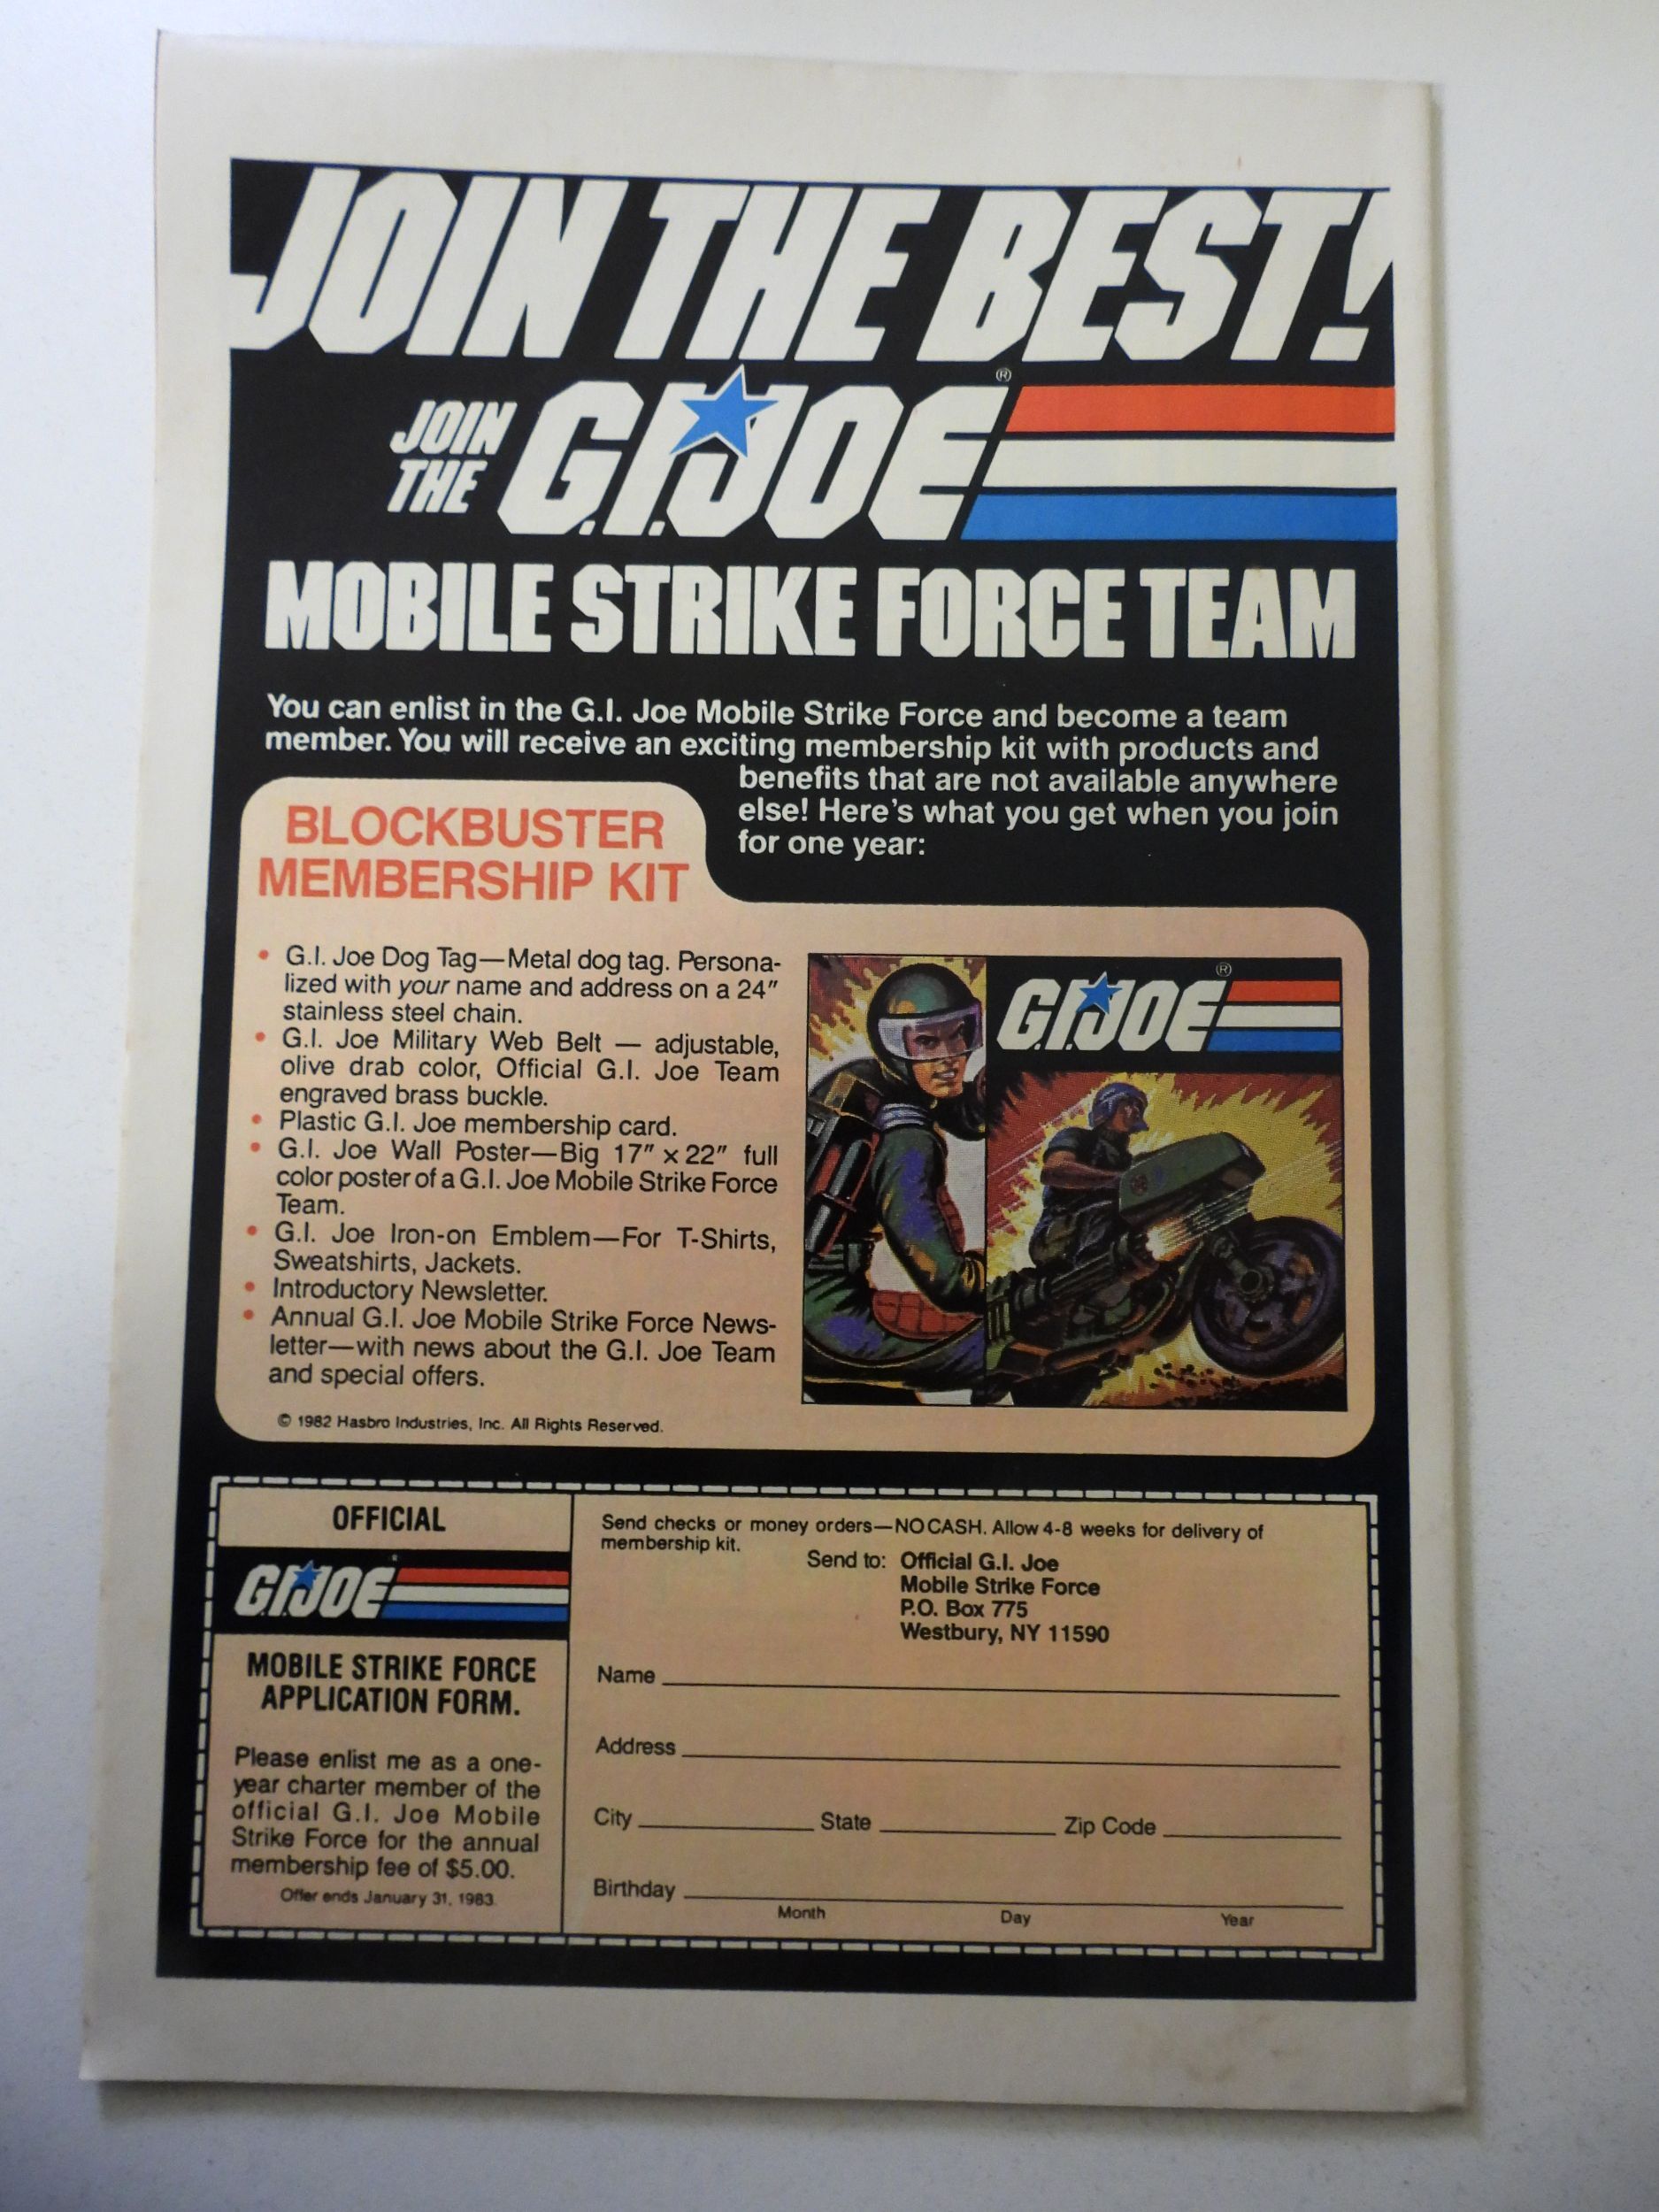 JOIN THE BEST!
JOIN
THE
G.I. JOE®
MOBILE STRIKE FORCE TEAM
You can enlist in the G.I. Joe Mobile Strike Force and become a team
member. You will receive an exciting membership kit with products and
benefits that are not available anywhere
else! Here's what you get when you join
for one year:
BLOCKBUSTER
MEMBERSHIP KIT
• G.I. Joe Dog Tag—Metal dog tag. Persona-
lized with your name and address on a 24″
stainless steel chain.
• G.I. Joe Military Web Belt — adjustable,
olive drab color, Official G.I. Joe Team
engraved brass buckle.
• Plastic G.I. Joe membership card.
• G.I. Joe Wall Poster—Big 17″ x 22″ full
color poster of a G.I. Joe Mobile Strike Force
Team.
• G.I. Joe Iron-on Emblem—For T-Shirts,
Sweatshirts, Jackets.
• Introductory Newsletter.
• Annual G.I. Joe Mobile Strike Force News-
letter—with news about the G.I. Joe Team
and special offers.
© 1982 Hasbro Industries, Inc. All Rights Reserved.
G.I. JOE®
OFFICIAL
G.I. JOE
MOBILE STRIKE FORCE
APPLICATION FORM.
Please enlist me as a one-
year charter member of the
official G.I. Joe Mobile
Strike Force for the annual
membership fee of $5.00.
Offer ends January 31, 1983.
Send checks or money orders—NO CASH. Allow 4-8 weeks for delivery of
membership kit.
Send to: Official G.I. Joe
Mobile Strike Force
P.O. Box 775
Westbury, NY 11590
Name
Address
City State Zip Code
Birthday
Month Day Year